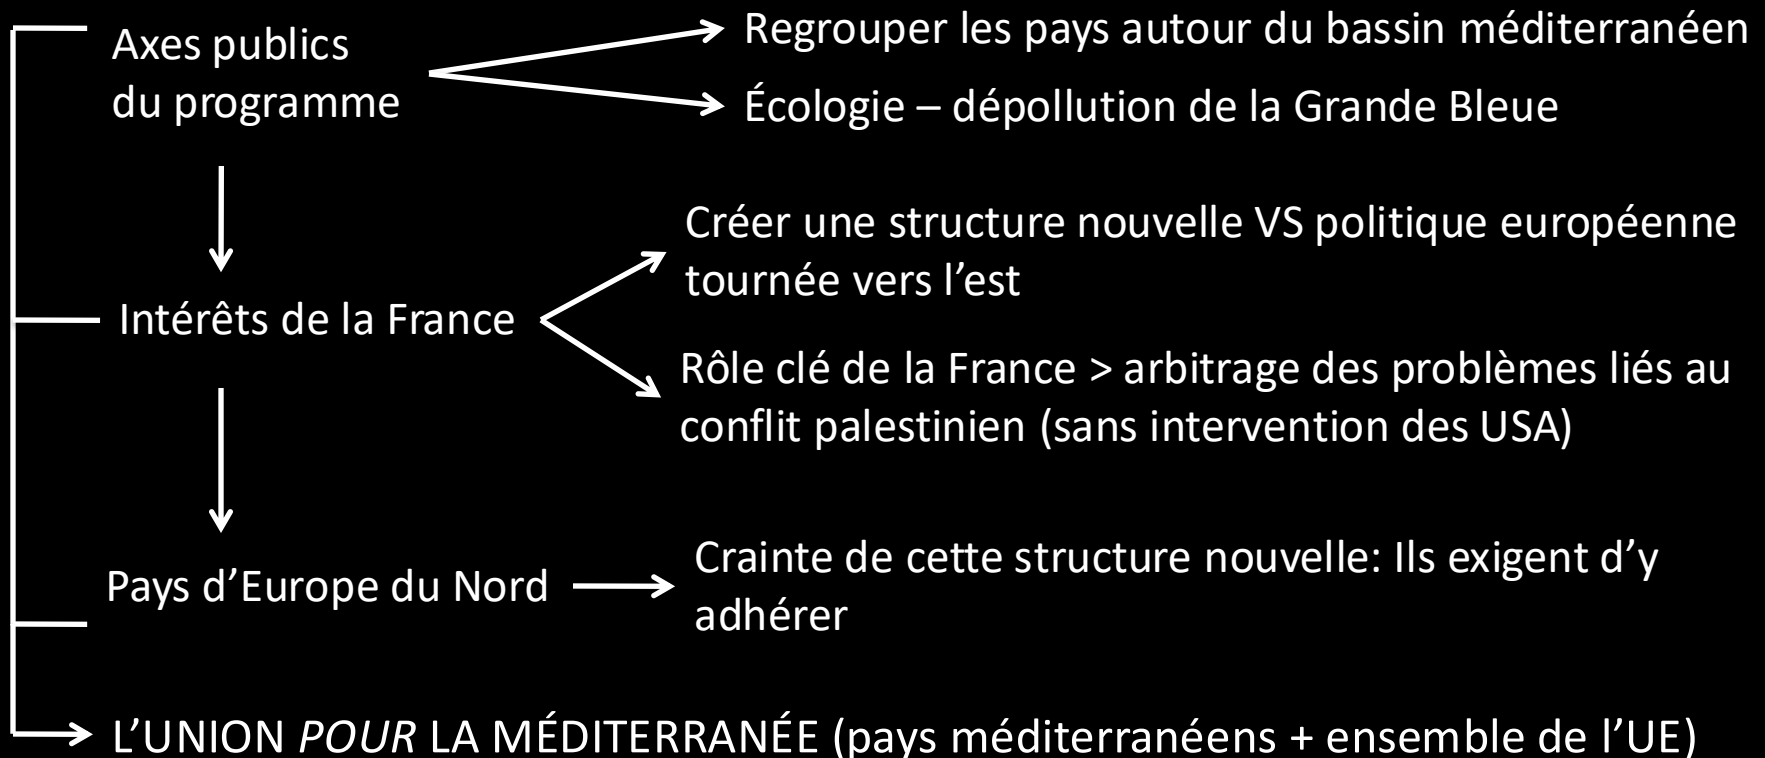 Axes publics
du programme
Regrouper les pays autour du bassin méditerranéen
Écologie – dépollution de la Grande Bleue
Intérêts de la France
Créer une structure nouvelle VS politique européenne
tournée vers l’est
Rôle clé de la France > arbitrage des problèmes liés au
conflit palestinien (sans intervention des USA)
Pays d’Europe du Nord
Crainte de cette structure nouvelle: Ils exigent d’y
adhérer
L’UNION POUR LA MÉDITERRANÉE (pays méditerranéens + ensemble de l’UE)